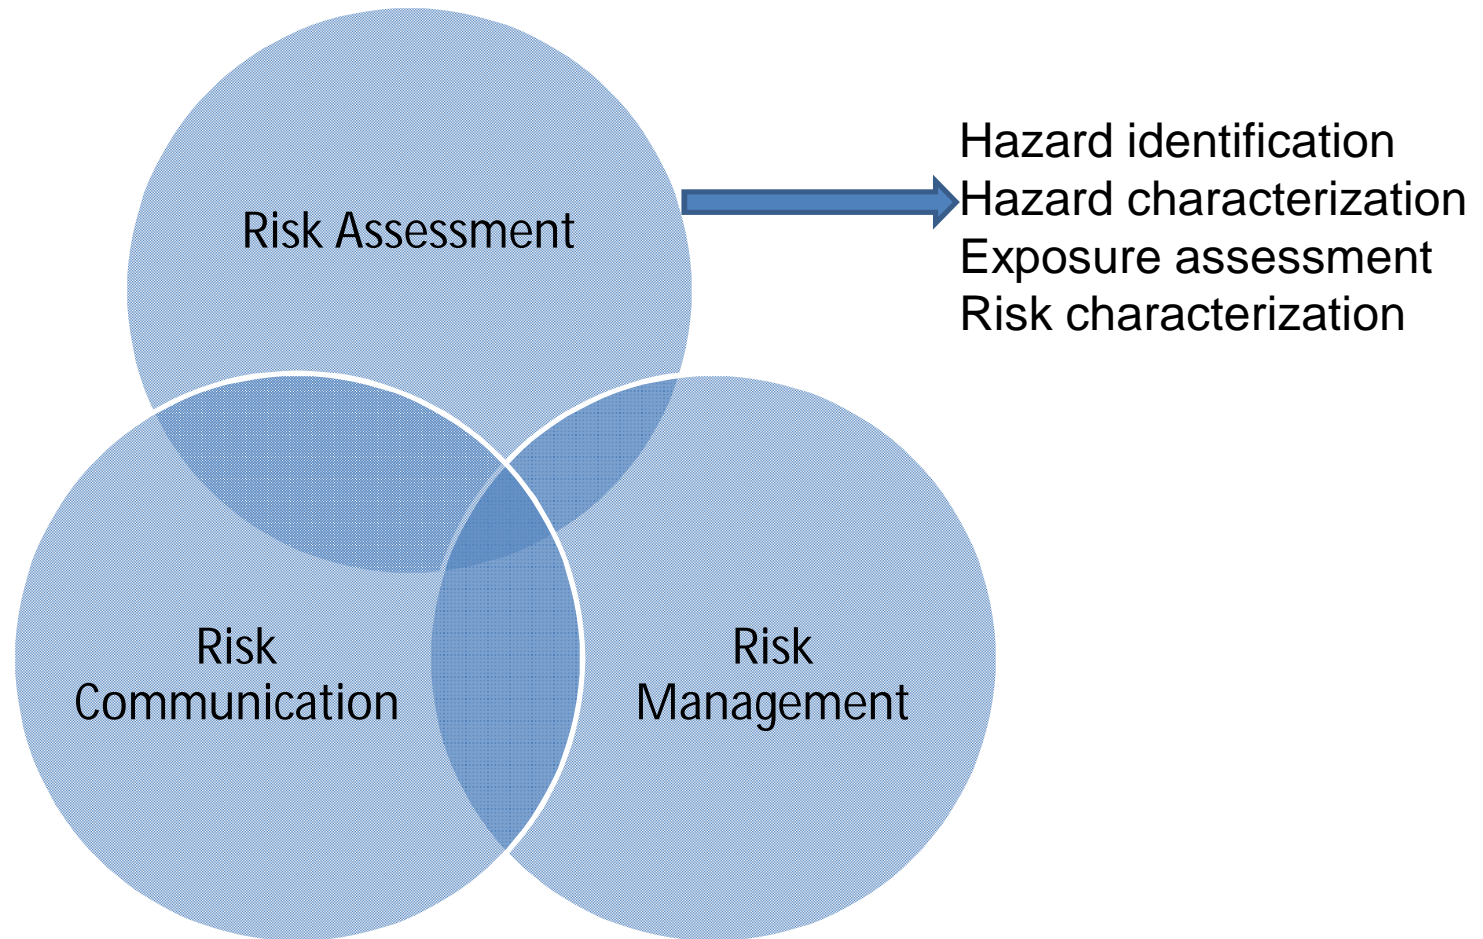 Risk Assessment
Hazard identification
Hazard characterization
Exposure assessment
Risk characterization
Risk
Communication
Risk
Management